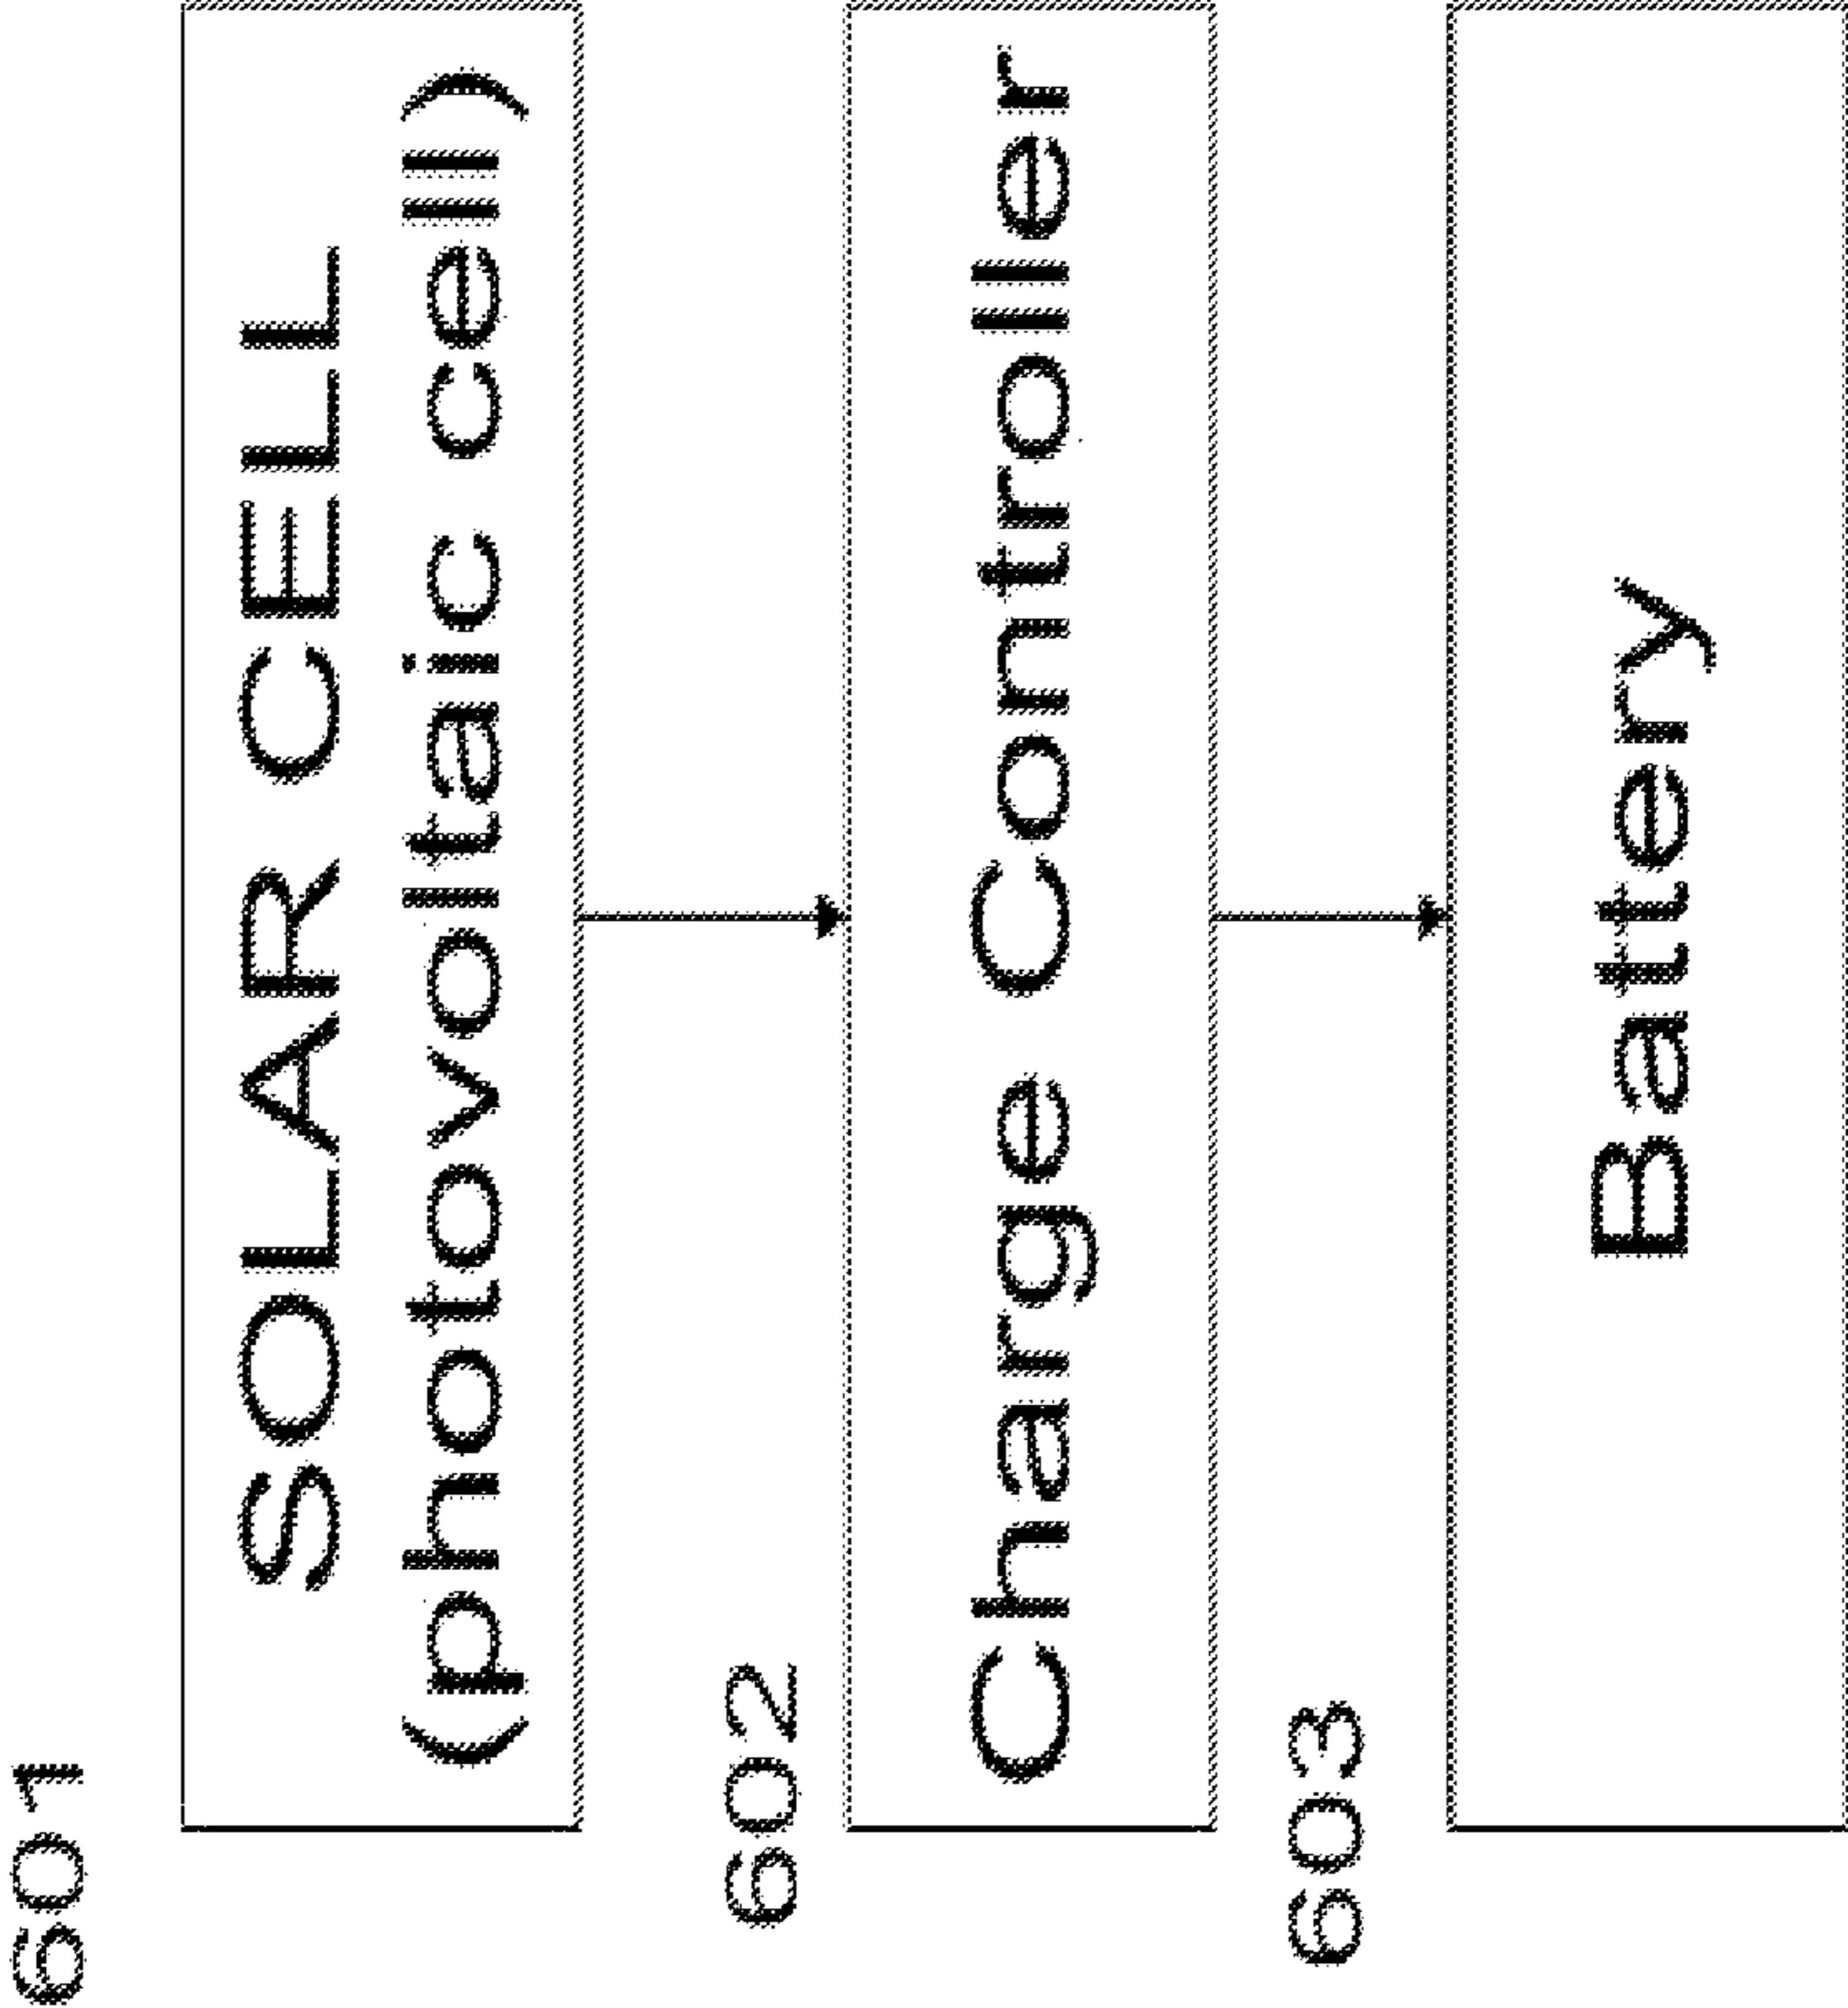 601
SOLAR CELL
(photovoltaic cell)
602
Charge Controller
603
Battery